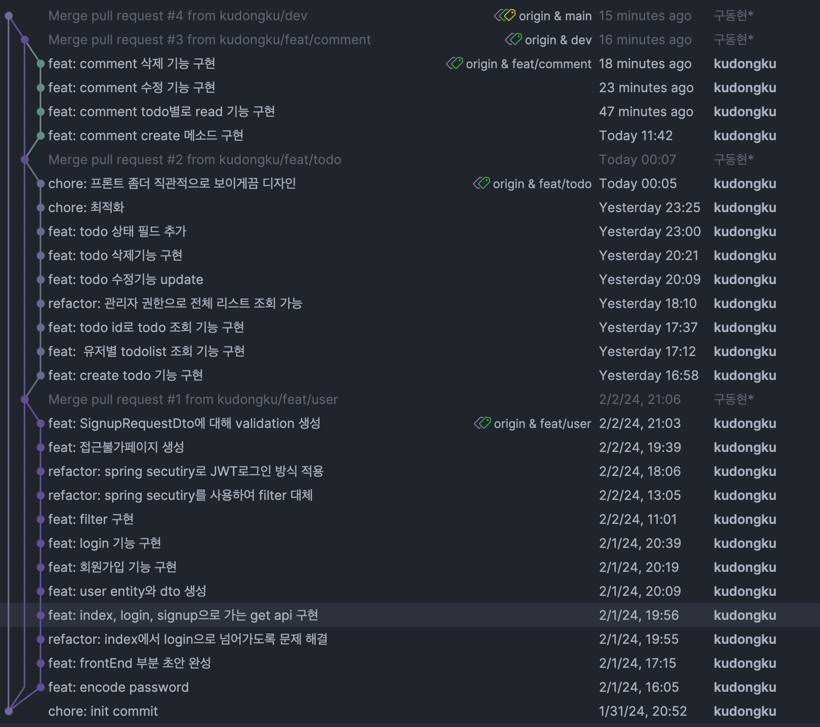 Merge pull request #4 from kudongku/dev origin & main 15 minutes ago 구동현*
Merge pull request #3 from kudongku/feat/comment origin & dev 16 minutes ago 구동현*
feat: comment 삭제 기능 구현 origin & feat/comment 18 minutes ago kudongku
feat: comment 수정 기능 구현 23 minutes ago kudongku
feat: comment todo별로 read 기능 구현 47 minutes ago kudongku
feat: comment create 메소드 구현 Today 11:42 kudongku
Merge pull request #2 from kudongku/feat/todo Today 00:07 구동현*
chore: 프론트 좀더 직관적으로 보이게끔 디자인 origin & feat/todo Today 00:05 kudongku
chore: 최적화 Yesterday 23:25 kudongku
feat: todo 상태 필드 추가 Yesterday 23:00 kudongku
feat: todo 삭제기능 구현 Yesterday 20:21 kudongku
feat: todo 수정기능 update Yesterday 20:09 kudongku
refactor: 관리자 권한으로 전체 리스트 조회 가능 Yesterday 18:10 kudongku
feat: todo id로 todo 조회 기능 구현 Yesterday 17:37 kudongku
feat:  유저별 todolist 조회 기능 구현 Yesterday 17:12 kudongku
feat: create todo 기능 구현 Yesterday 16:58 kudongku
Merge pull request #1 from kudongku/feat/user 2/2/24, 21:06 구동현*
feat: SignupRequestDto에 대해 validation 생성 origin & feat/user 2/2/24, 21:03 kudongku
feat: 접근불가페이지 생성 2/2/24, 19:39 kudongku
refactor: spring secutiry로 JWT로그인 방식 적용 2/2/24, 18:06 kudongku
refactor: spring secutiry를 사용하여 filter 대체 2/2/24, 13:05 kudongku
feat: filter 구현 2/2/24, 11:01 kudongku
feat: login 기능 구현 2/1/24, 20:39 kudongku
feat: 회원가입 기능 구현 2/1/24, 20:19 kudongku
feat: user entity와 dto 생성 2/1/24, 20:09 kudongku
feat: index, login, signup으로 가는 get api 구현 2/1/24, 19:56 kudongku
refactor: index에서 login으로 넘어가도록 문제 해결 2/1/24, 19:55 kudongku
feat: frontEnd 부분 초안 완성 2/1/24, 17:15 kudongku
feat: encode password 2/1/24, 16:05 kudongku
chore: init commit 1/31/24, 20:52 kudongku